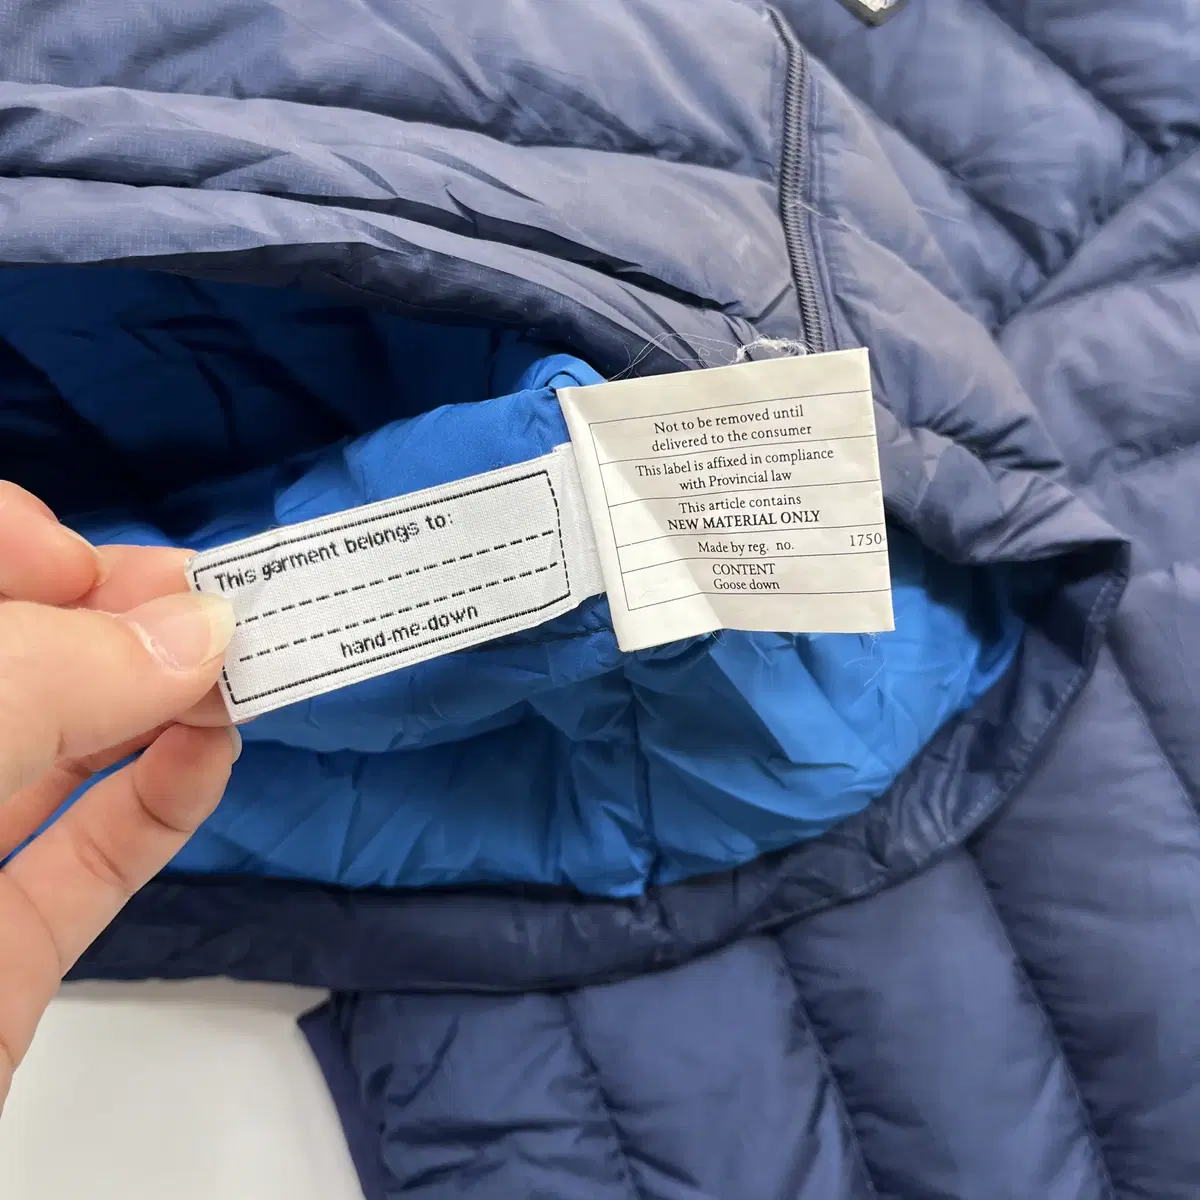 This garment belongs to:
hand-me-down
Not to be removed until
delivered to the consumer
This label is affixed in compliance
with Provincial law
This article contains
NEW MATERIAL ONLY
Made by reg. no. 1750
CONTENT
Goose down